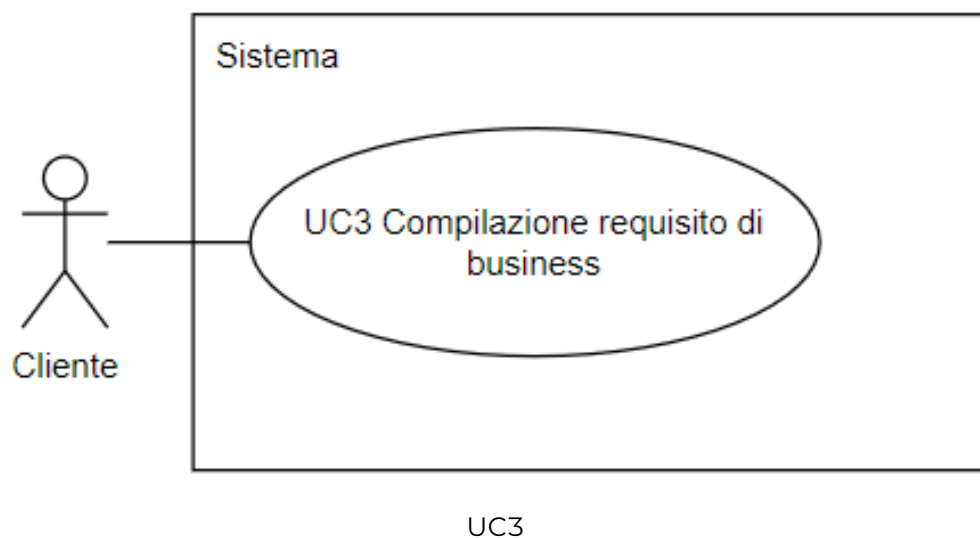 Sistema
UC3 Compilazione requisito di
business
Cliente
UC3